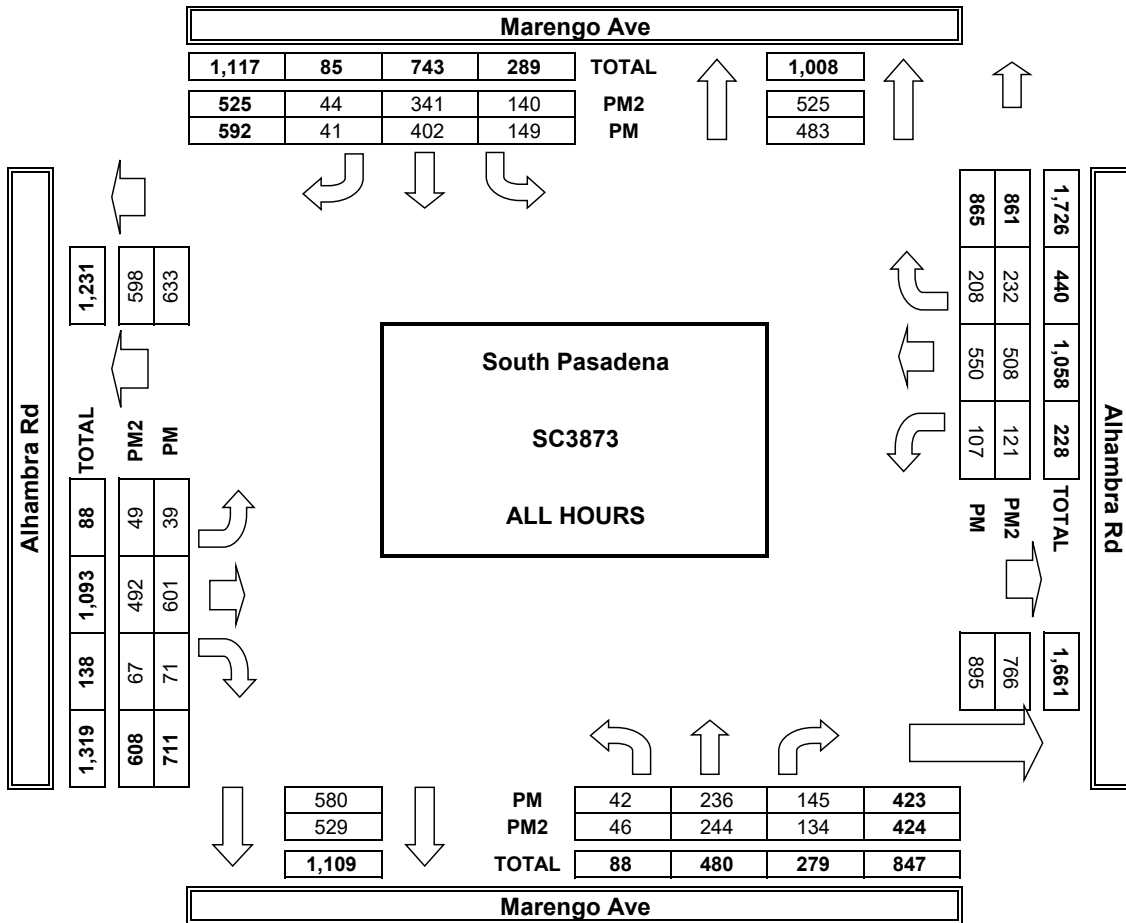 Marengo Ave
1,117 85 743 289 TOTAL 1,008
525 44 341 140 PM2 525
592 41 402 149 PM 483
Alhambra Rd
1,231 598 633
TOTAL PM2 PM
88 49 39
1,093 492 601
138 67 71
1,319 608 711
South Pasadena
SC3873
ALL HOURS
865 861 1,726
208 232 440
550 508 1,058
107 121 228
PM PM2 TOTAL
895 766 1,661
Alhambra Rd
580 PM 42 236 145 423
529 PM2 46 244 134 424
1,109 TOTAL 88 480 279 847
Marengo Ave